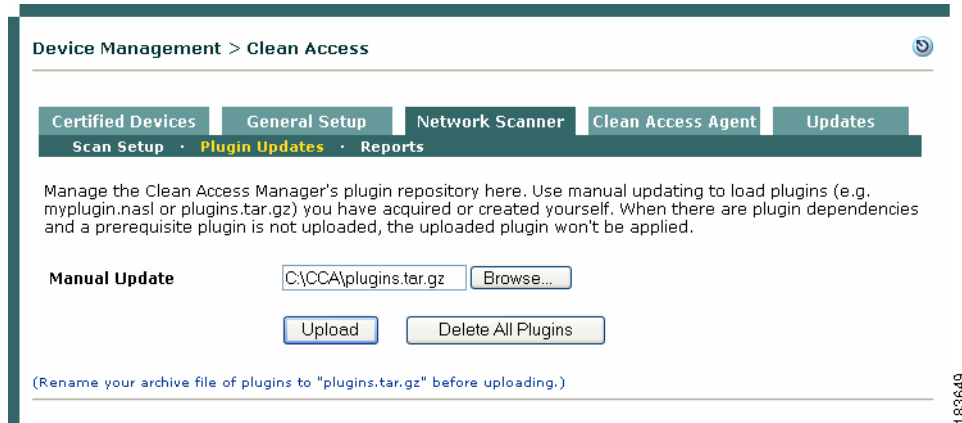 Device Management > Clean Access
Certified Devices General Setup Network Scanner Clean Access Agent Updates
Scan Setup · Plugin Updates · Reports
Manage the Clean Access Manager's plugin repository here. Use manual updating to load plugins (e.g.
myplugin.nasl or plugins.tar.gz) you have acquired or created yourself. When there are plugin dependencies
and a prerequisite plugin is not uploaded, the uploaded plugin won't be applied.
Manual Update C:\CCA\plugins.tar.gz Browse...
Upload Delete All Plugins
(Rename your archive file of plugins to "plugins.tar.gz" before uploading.)
183649